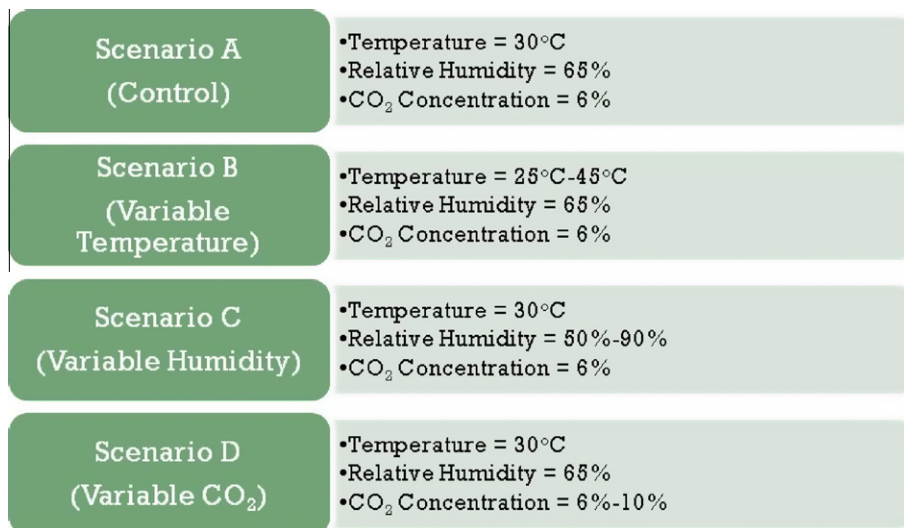 Scenario A
(Control)
•Temperature = 30°C
•Relative Humidity = 65%
•CO₂ Concentration = 6%
Scenario B
(Variable
Temperature)
•Temperature = 25°C-45°C
•Relative Humidity = 65%
•CO₂ Concentration = 6%
Scenario C
(Variable Humidity)
•Temperature = 30°C
•Relative Humidity = 50%-90%
•CO₂ Concentration = 6%
Scenario D
(Variable CO₂)
•Temperature = 30°C
•Relative Humidity = 65%
•CO₂ Concentration = 6%-10%